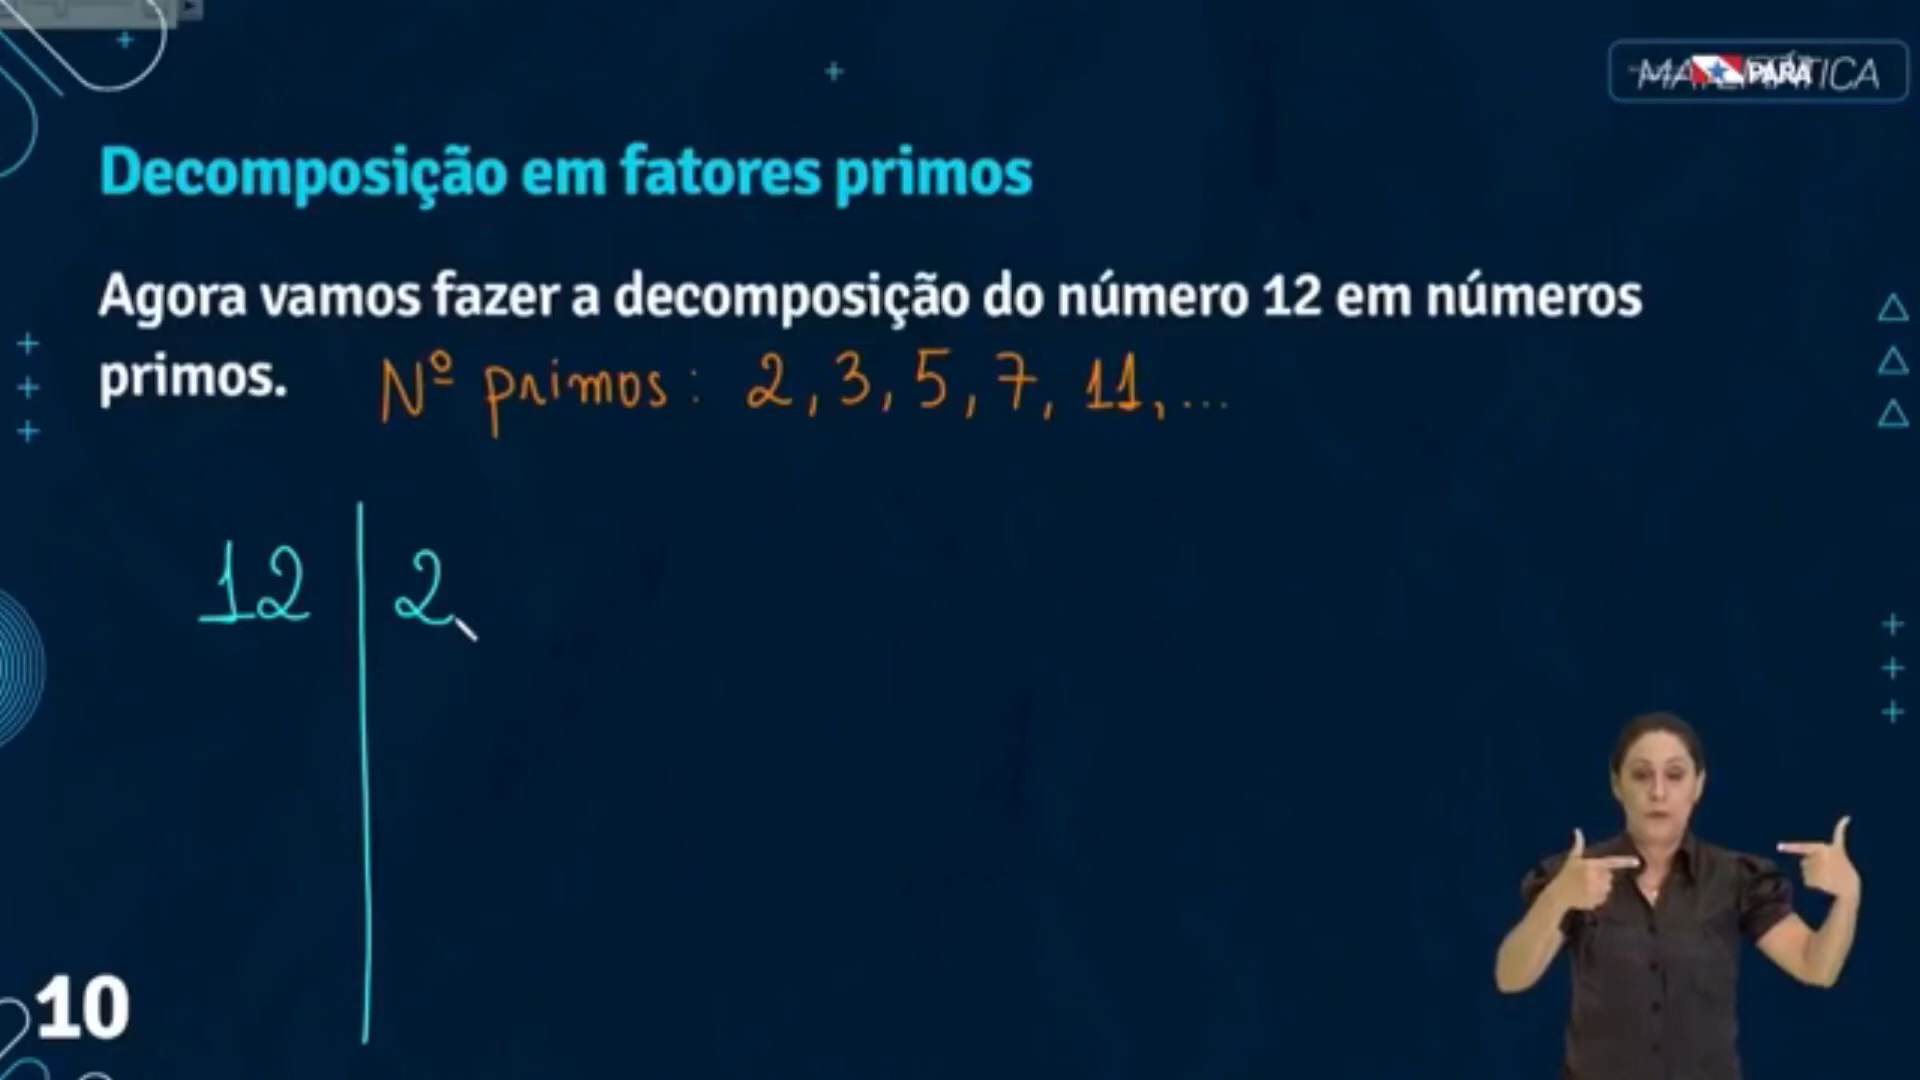 MATEMÁTICA
PARÁ
Decomposição em fatores primos
Agora vamos fazer a decomposição do número 12 em números
primos. Nº primos: 2, 3, 5, 7, 11, ...
12 | 2
10